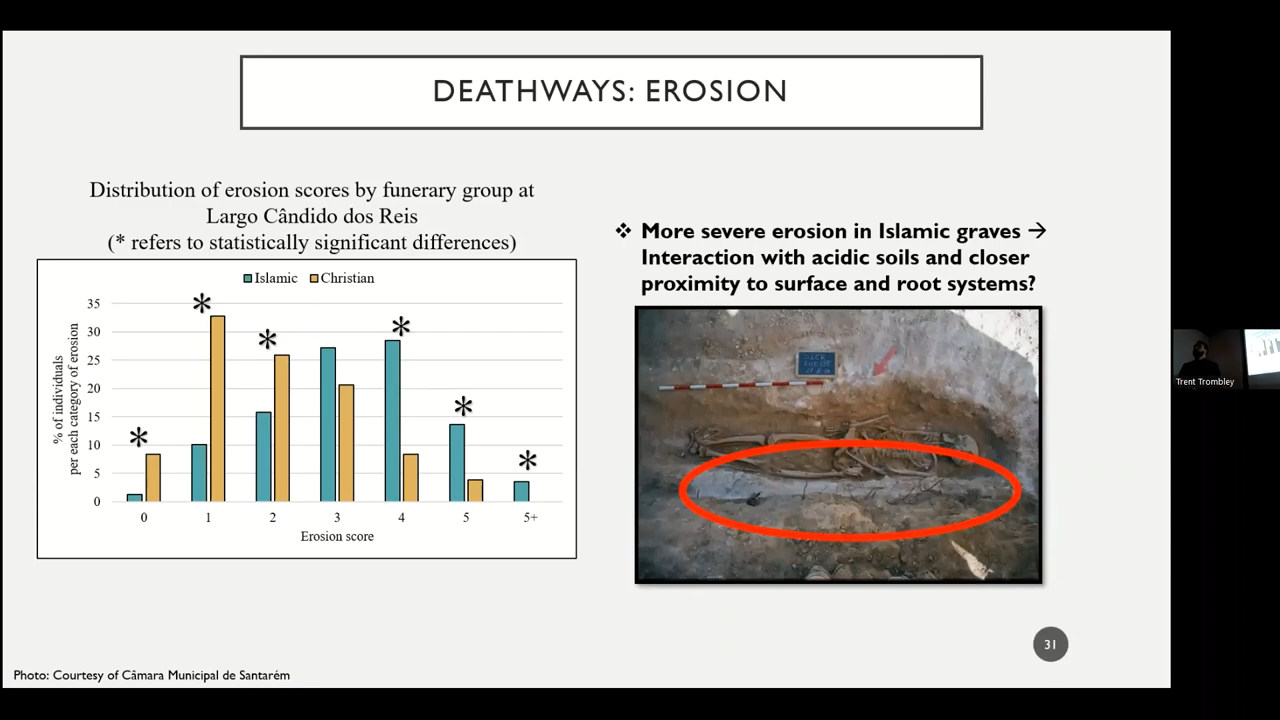 DEATHWAYS: EROSION
Distribution of erosion scores by funerary group at
Largo Cândido dos Reis
(* refers to statistically significant differences)
Islamic Christian
% of individuals
per each category of erosion
35
30
25
20
15
10
5
0
* * * * * * *
0 1 2 3 4 5 5+
Erosion score
❖ More severe erosion in Islamic graves →
Interaction with acidic soils and closer
proximity to surface and root systems?
31
Photo: Courtesy of Câmara Municipal de Santarém
Trent Trombley